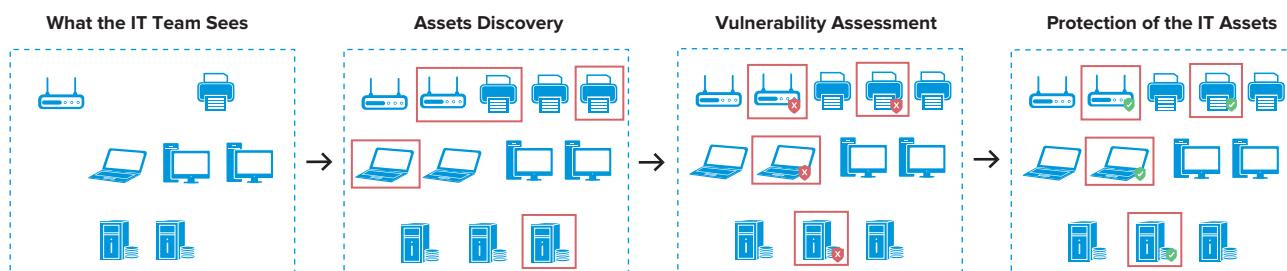 What the IT Team Sees
Assets Discovery
Vulnerability Assessment
Protection of the IT Assets